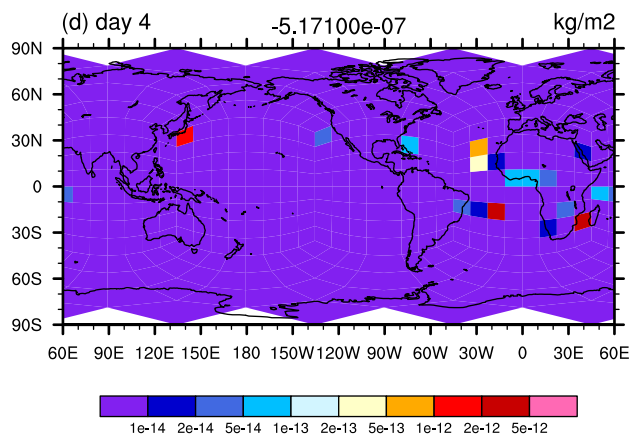 (d) day 4 -5.17100e-07 kg/m2
90N
60N
30N
0
30S
60S
90S
60E 90E 120E 150E 180 150W 120W 90W 60W 30W 0 30E 60E
1e-14 2e-14 5e-14 1e-13 2e-13 5e-13 1e-12 2e-12 5e-12